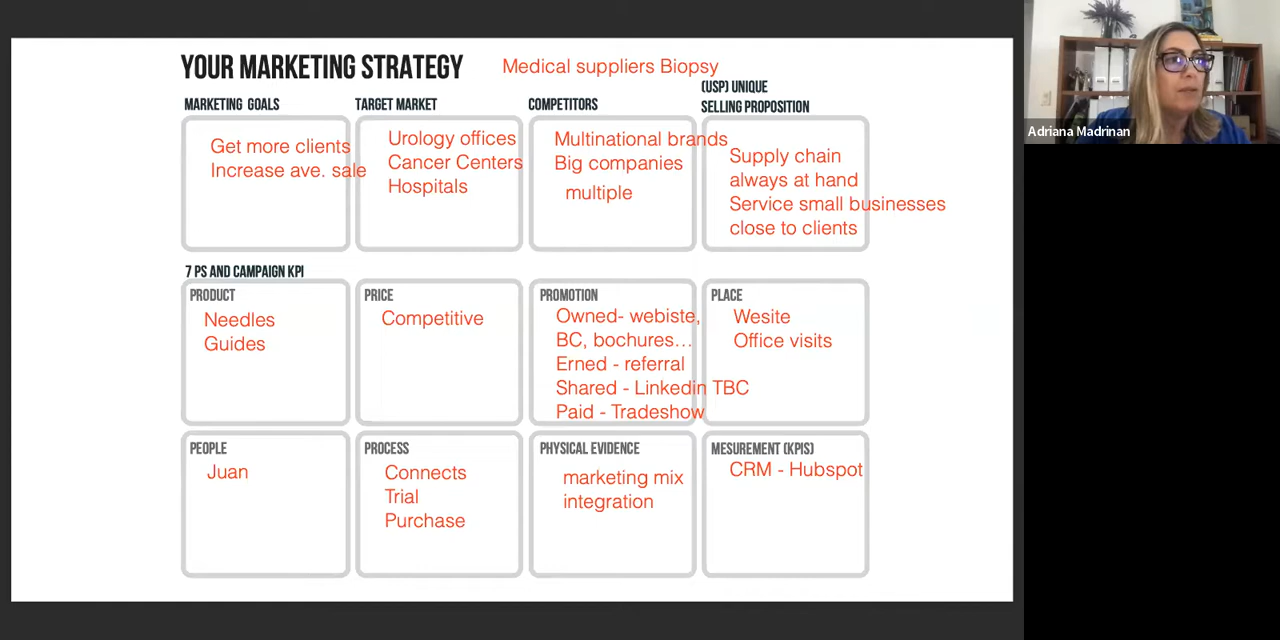 YOUR MARKETING STRATEGY
Medical suppliers Biopsy
MARKETING GOALS
Get more clients
Increase ave. sale
TARGET MARKET
Urology offices
Cancer Centers
Hospitals
COMPETITORS
Multinational brands
Big companies
multiple
(USP) UNIQUE
SELLING PROPOSITION
Supply chain
always at hand
Service small businesses
close to clients
7 PS AND CAMPAIGN KPI
PRODUCT
Needles
Guides
PRICE
Competitive
PROMOTION
Owned- webiste,
BC, bochures...
Erned - referral
Shared - Linkedin TBC
Paid - Tradeshow
PLACE
Wesite
Office visits
PEOPLE
Juan
PROCESS
Connects
Trial
Purchase
PHYSICAL EVIDENCE
marketing mix
integration
MESUREMENT (KPIS)
CRM - Hubspot
Adriana Madrinan